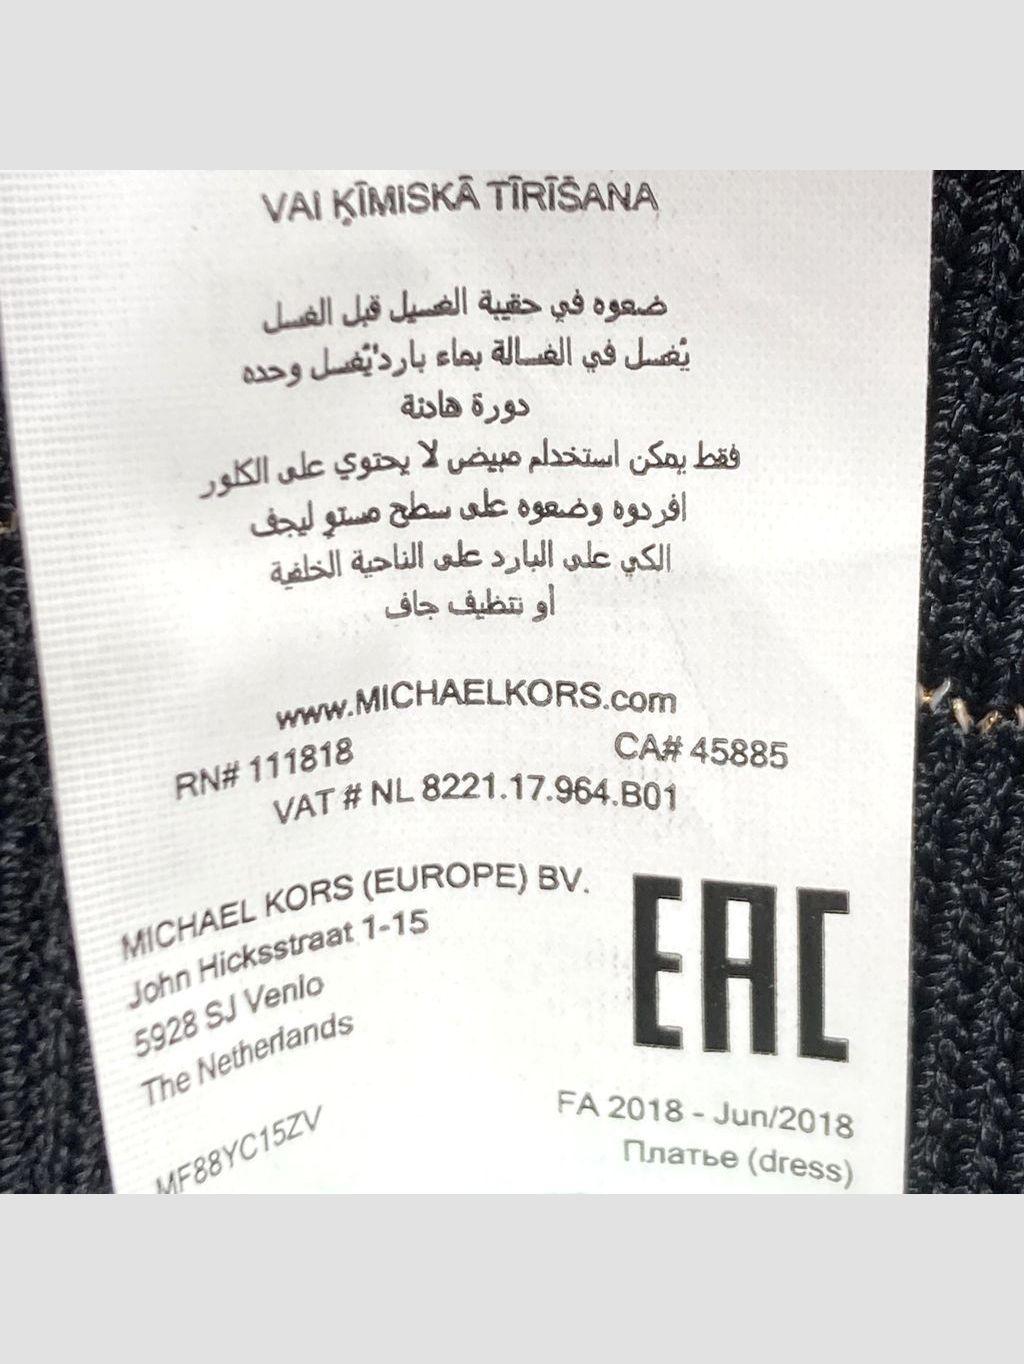 VAI ĶĪMISKĀ TĪRĪŠANA
ضعوه في حقيبة الغسيل قبل الغسل
يُغسل في الغسالة بماء بارد'يُغسل وحده
دورة هادئة
فقط يمكن استخدام مبيض لا يحتوي على الكلور
افردوه وضعوه على سطح مستوٍ ليجف
الكي على البارد على الناحية الخلفية
أو نتظيف جاف
www.MICHAELKORS.com
RN# 111818 CA# 45885
VAT # NL 8221.17.964.B01
MICHAEL KORS (EUROPE) BV.
John Hicksstraat 1-15
5928 SJ Venlo
The Netherlands
EAC
FA 2018 - Jun/2018
Платье (dress)
MF88YC15ZV